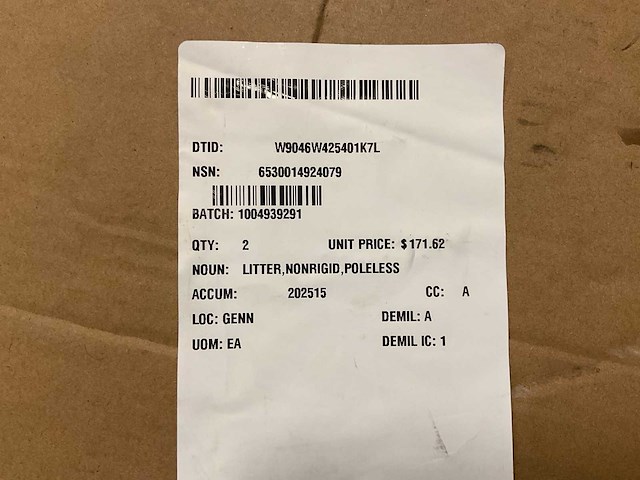 DTID: W9046W425401K7L
NSN: 6530014924079
BATCH: 1004939291
QTY: 2 UNIT PRICE: $171.62
NOUN: LITTER,NONRIGID,POLELESS
ACCUM: 202515 CC: A
LOC: GENN DEMIL: A
UOM: EA DEMIL IC: 1